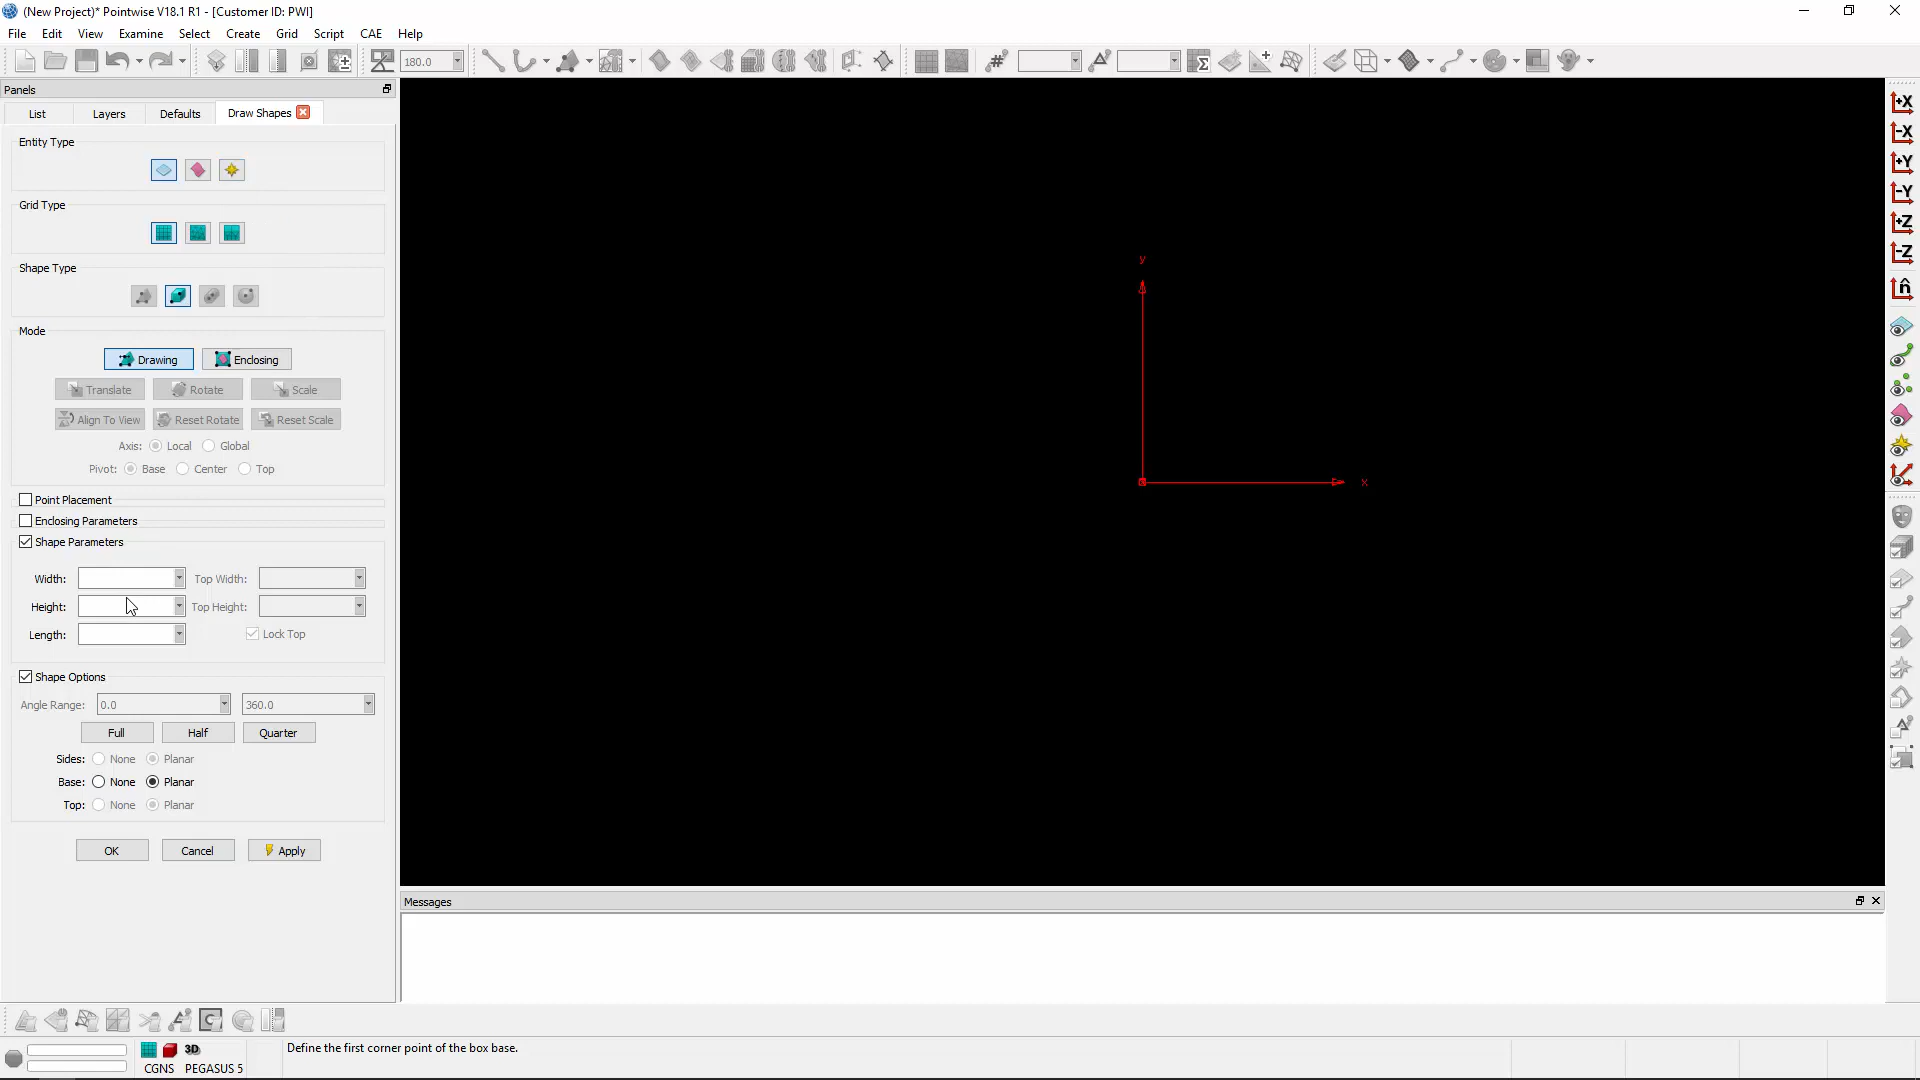 (New Project)* Pointwise V18.1 R1 - [Customer ID: PWI]
File Edit View Examine Select Create Grid Script CAE Help
180.0
Panels
List Layers Defaults Draw Shapes
Entity Type
Grid Type
Shape Type
Mode
Drawing Enclosing
Translate Rotate Scale
Align To View Reset Rotate Reset Scale
Axis: Local Global
Pivot: Base Center Top
Point Placement
Enclosing Parameters
Shape Parameters
Width: Top Width:
Height: Top Height:
Length: Lock Top
Shape Options
Angle Range: 0.0 360.0
Full Half Quarter
Sides: None Planar
Base: None Planar
Top: None Planar
OK Cancel Apply
y
x
+X
-X
+Y
-Y
+Z
-Z
n̂
Messages
3D
CGNS PEGASUS 5
Define the first corner point of the box base.